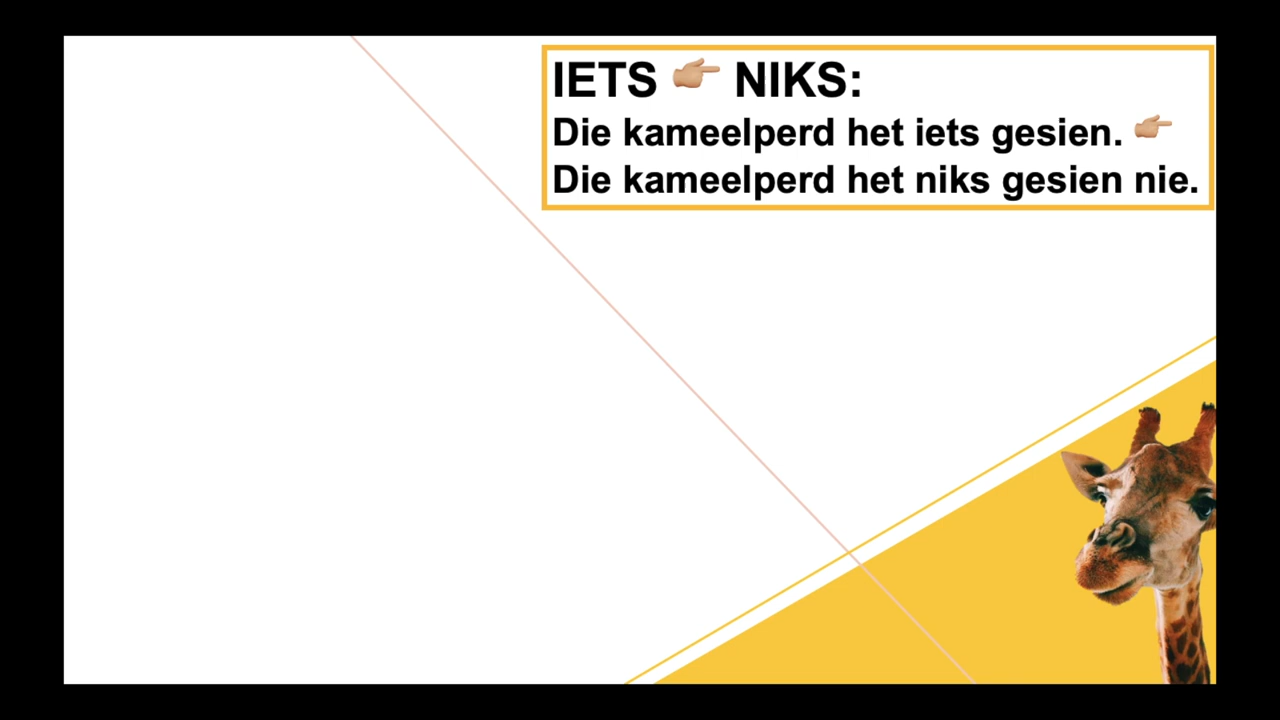 IETS 👉🏼 NIKS:
Die kameelperd het iets gesien. 👉🏼
Die kameelperd het niks gesien nie.